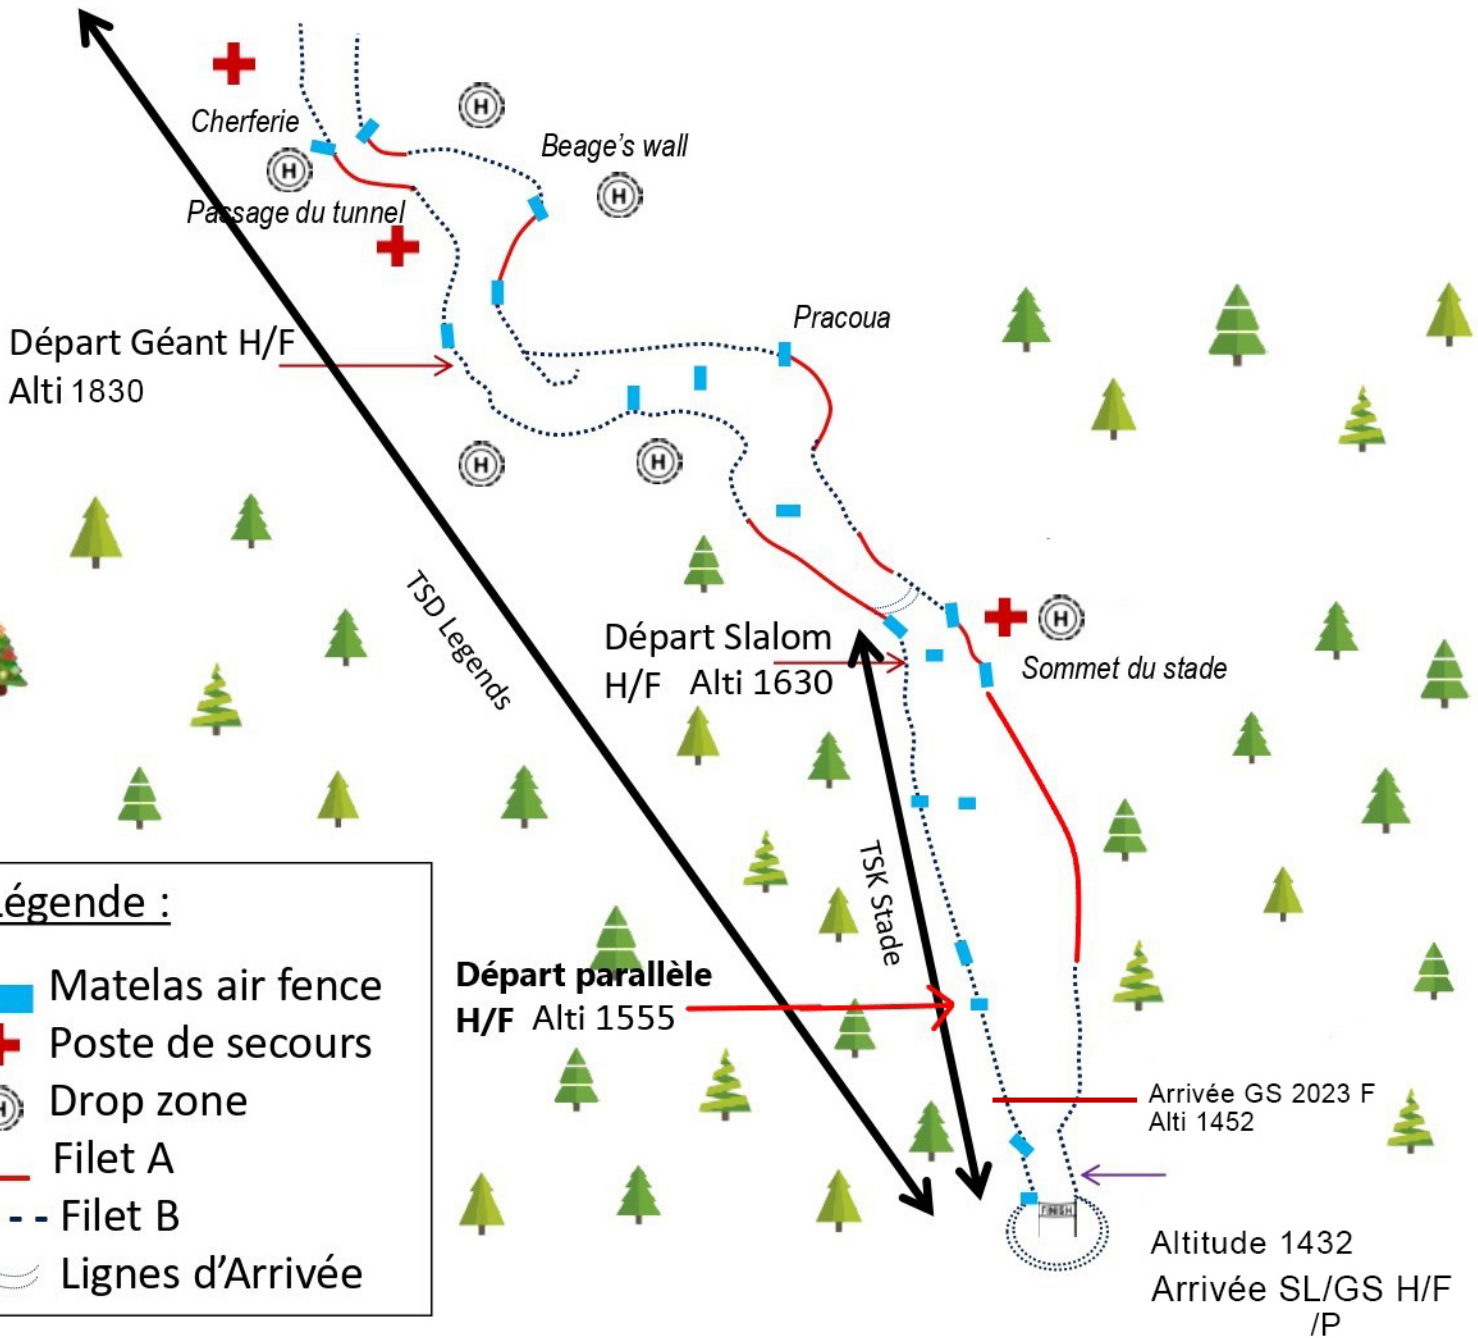 Cherferie
Beage's wall
Passage du tunnel
Départ Géant H/F
Alti 1830
Pracoua
TSD Legends
Départ Slalom
H/F Alti 1630
Sommet du stade
TSK Stade
Départ parallèle
H/F Alti 1555
Arrivée GS 2023 F
Alti 1452
FINISH
Altitude 1432
Arrivée SL/GS H/F
/P
Légende :
Matelas air fence
Poste de secours
H Drop zone
Filet A
Filet B
Lignes d'Arrivée
H
H
H
H
H
H